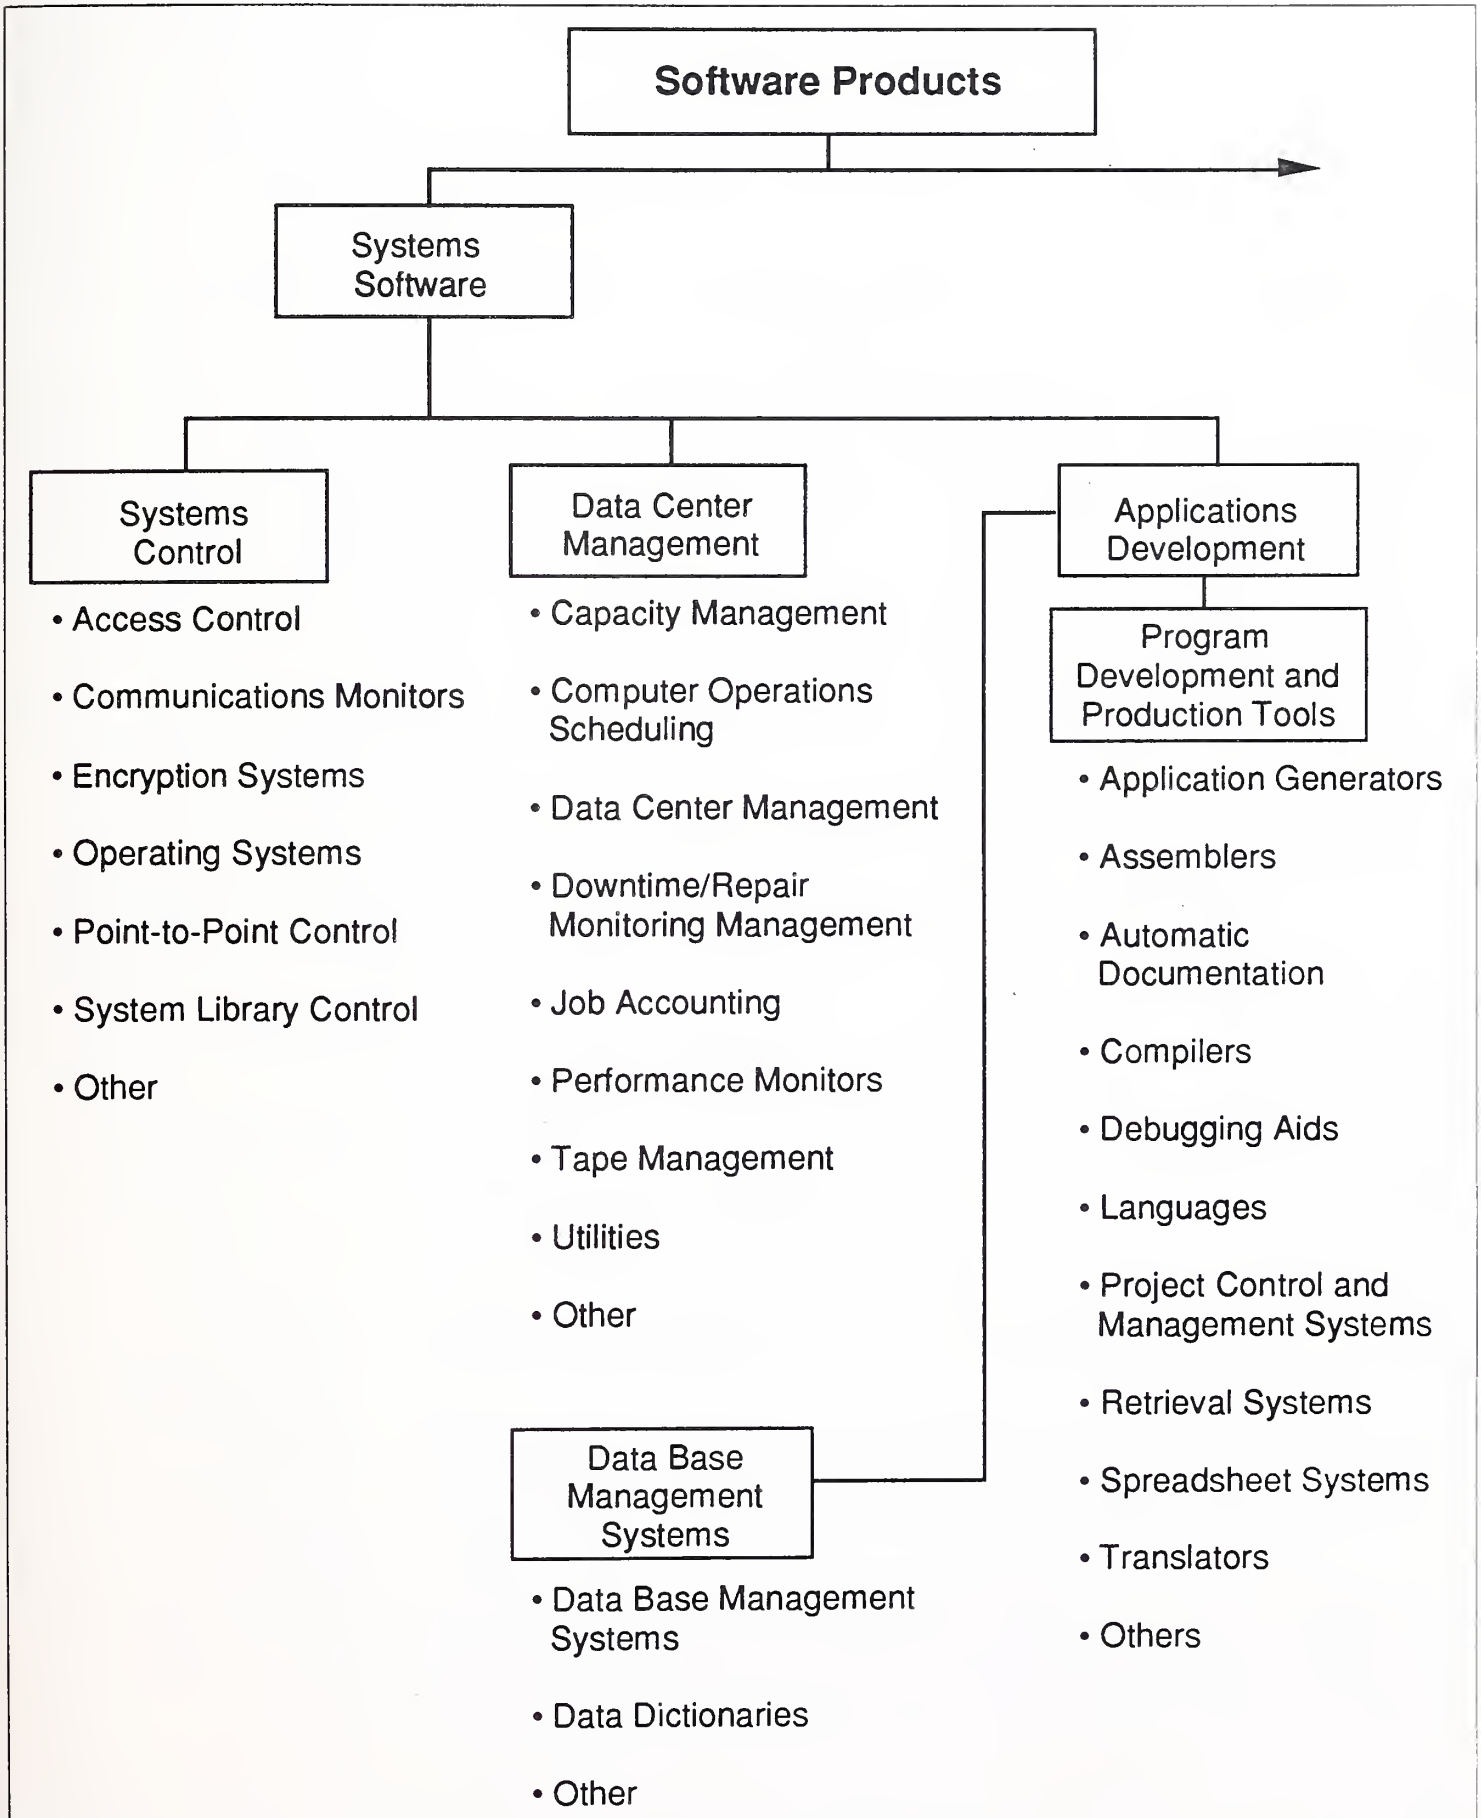 Software Products
Systems
Software
Systems
Control
• Access Control
• Communications Monitors
• Encryption Systems
• Operating Systems
• Point-to-Point Control
• System Library Control
• Other
Data Center
Management
• Capacity Management
• Computer Operations
Scheduling
• Data Center Management
• Downtime/Repair
Monitoring Management
• Job Accounting
• Performance Monitors
• Tape Management
• Utilities
• Other
Data Base
Management
Systems
• Data Base Management
Systems
• Data Dictionaries
• Other
Applications
Development
Program
Development and
Production Tools
• Application Generators
• Assemblers
• Automatic
Documentation
• Compilers
• Debugging Aids
• Languages
• Project Control and
Management Systems
• Retrieval Systems
• Spreadsheet Systems
• Translators
• Others